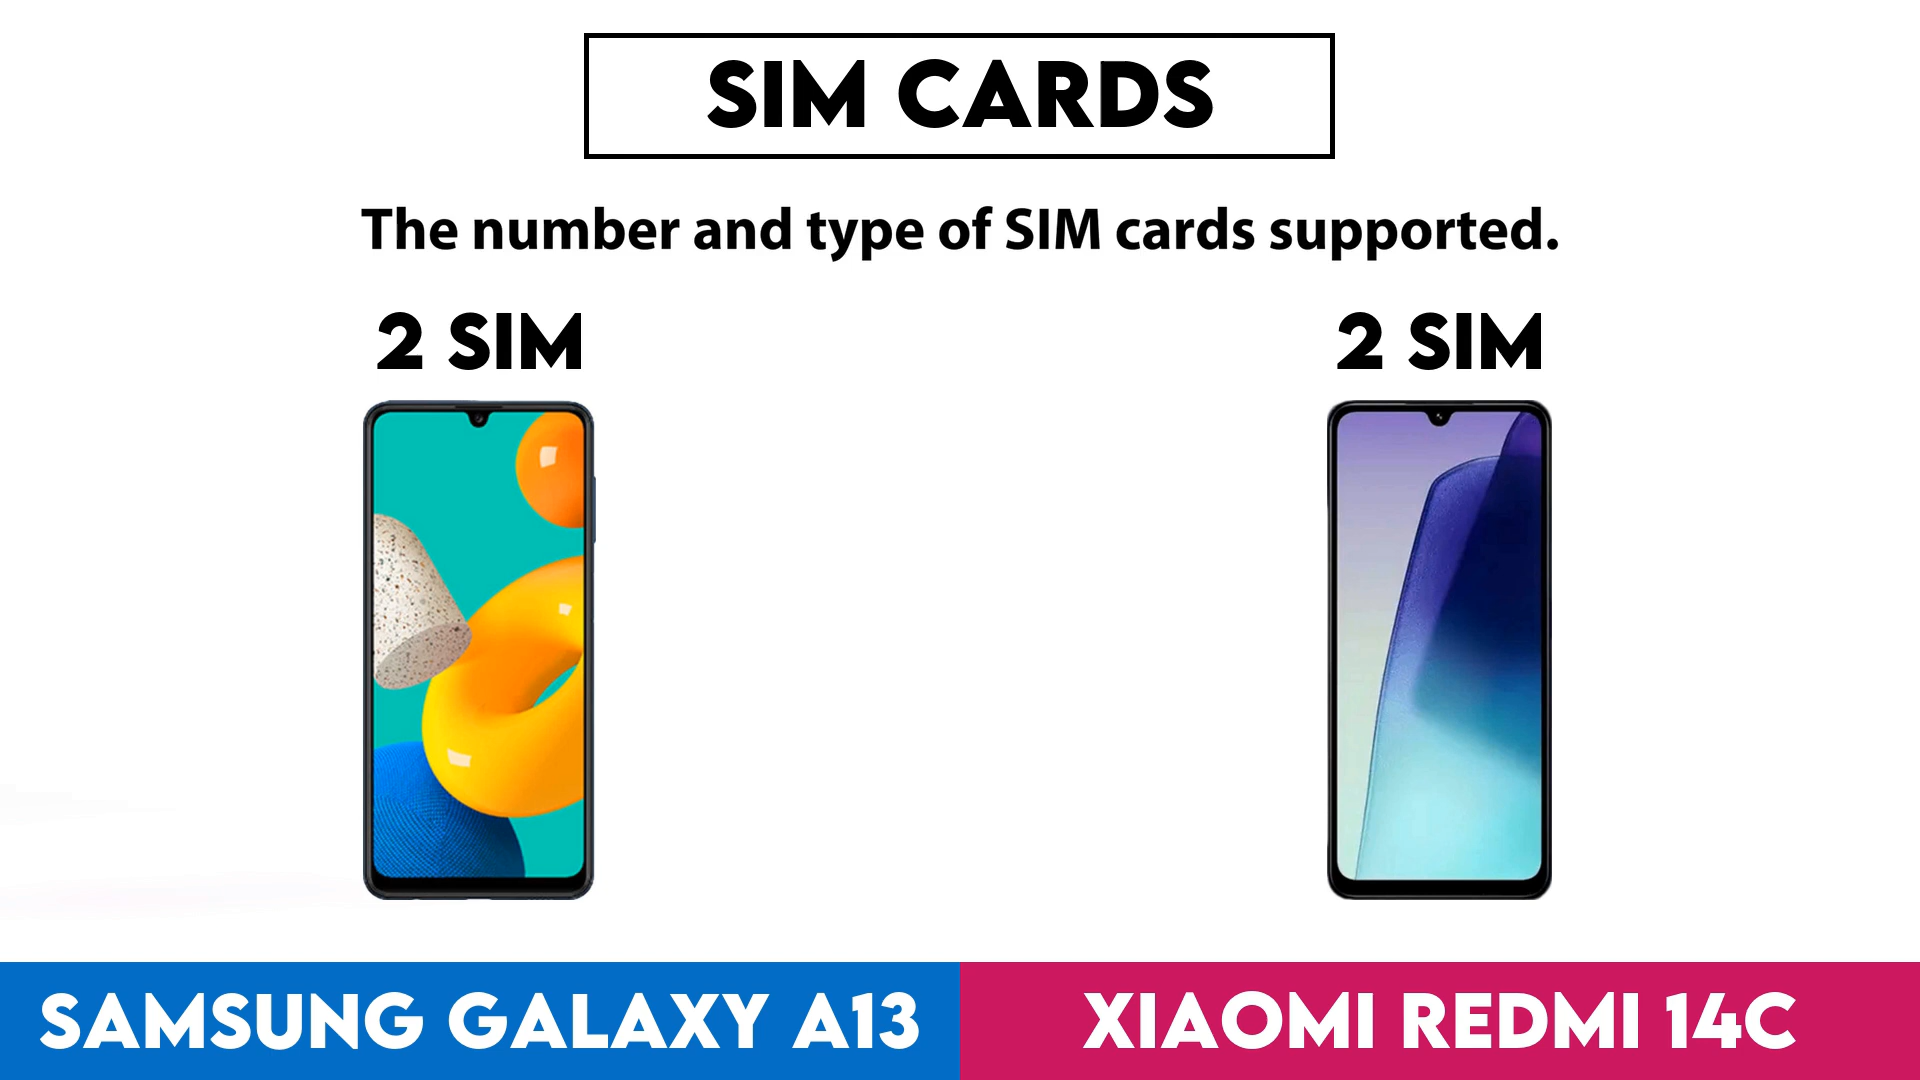 SIM CARDS
The number and type of SIM cards supported.
2 SIM
2 SIM
SAMSUNG GALAXY A13
XIAOMI REDMI 14C